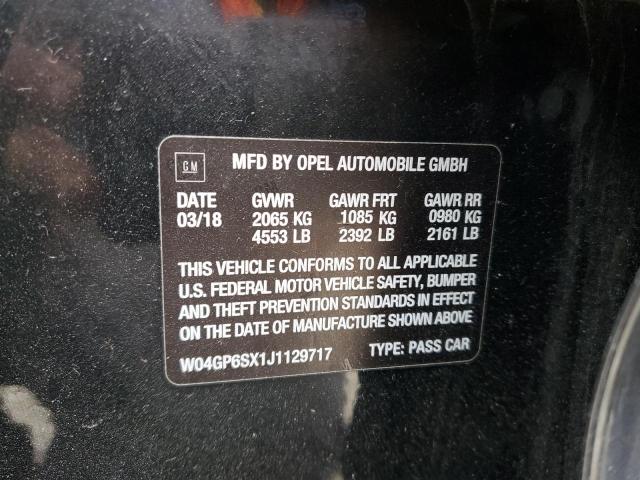 GM MFD BY OPEL AUTOMOBILE GMBH
DATE GVWR GAWR FRT GAWR RR
03/18 2065 KG 1085 KG 0980 KG
4553 LB 2392 LB 2161 LB
THIS VEHICLE CONFORMS TO ALL APPLICABLE
U.S. FEDERAL MOTOR VEHICLE SAFETY, BUMPER
AND THEFT PREVENTION STANDARDS IN EFFECT
ON THE DATE OF MANUFACTURE SHOWN ABOVE
W04GP6SX1J1129717 TYPE: PASS CAR